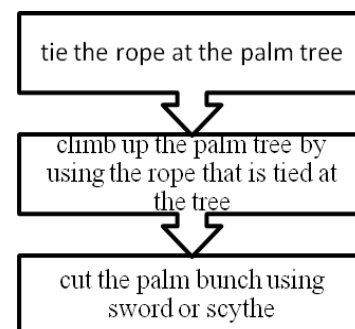 tie the rope at the palm tree
climb up the palm tree by
using the rope that is tied at
the tree
cut the palm bunch using
sword or scythe